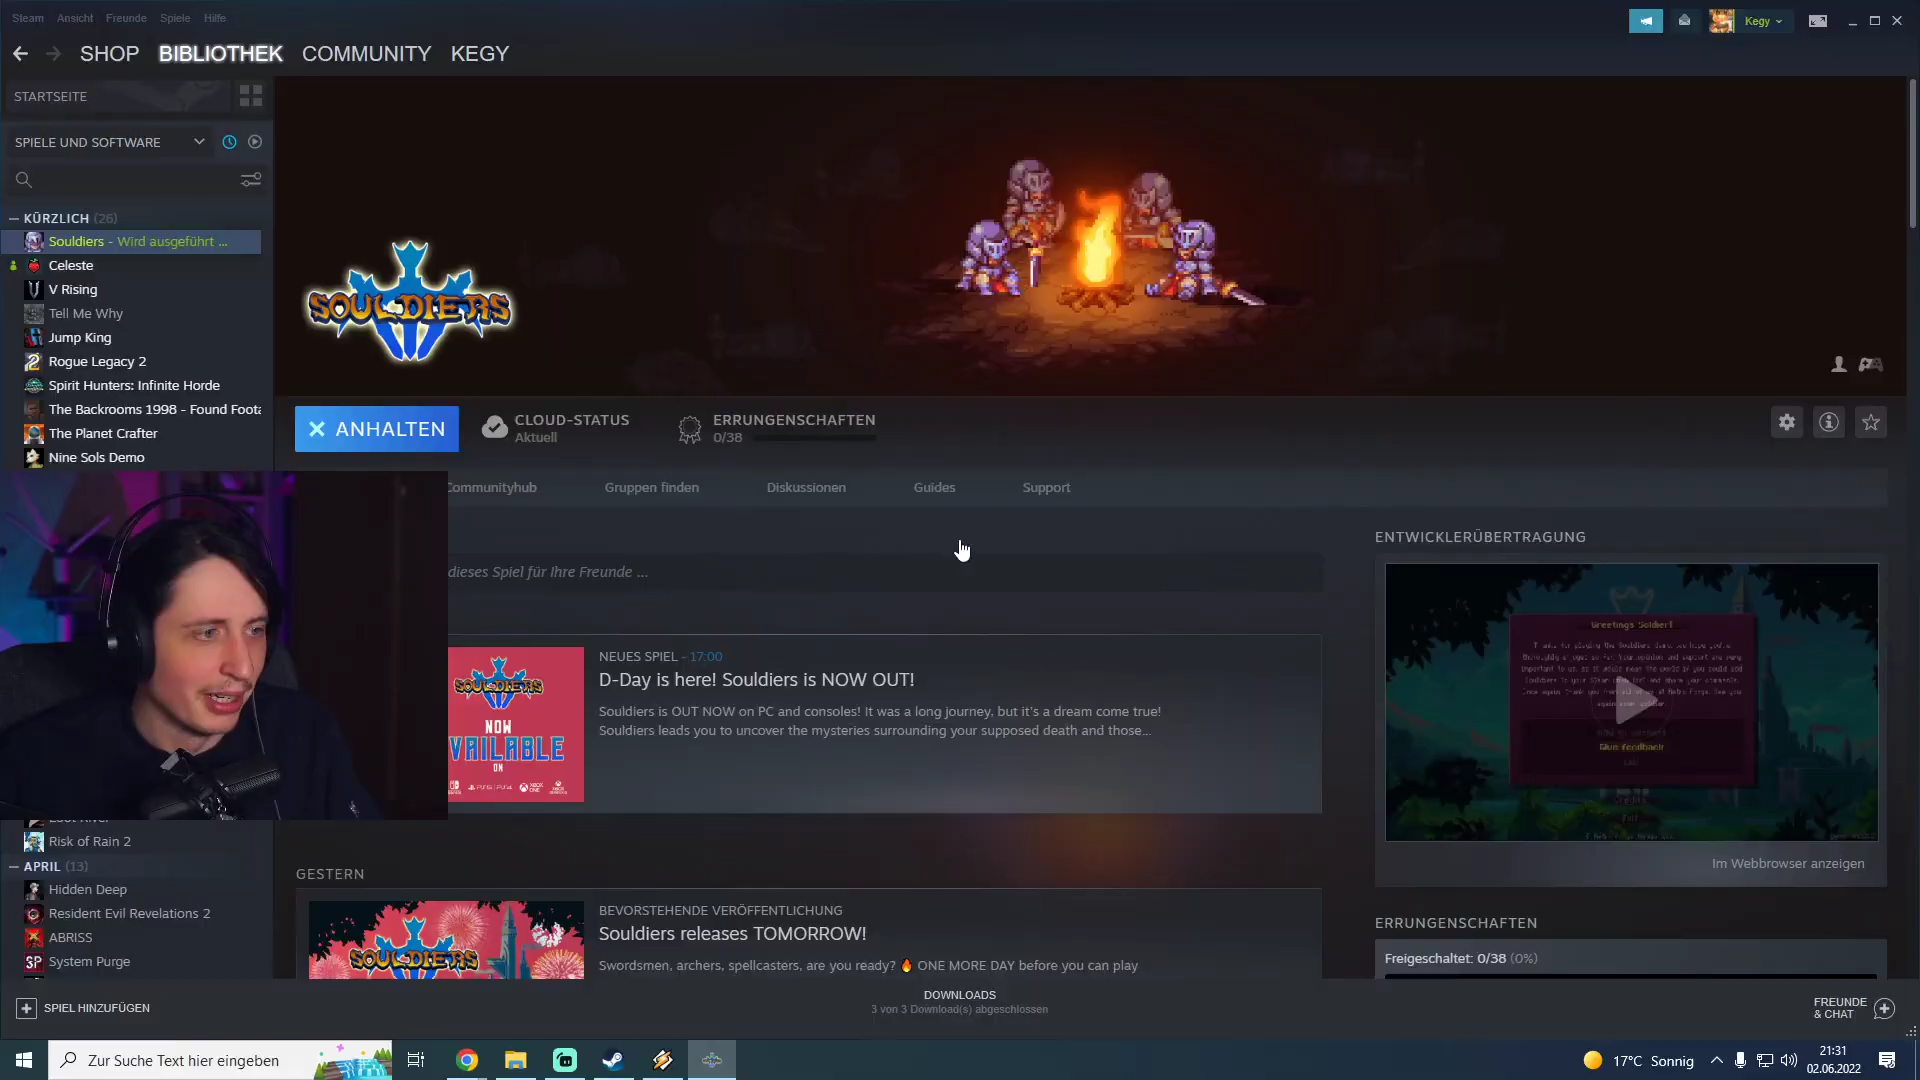 Steam Ansicht Freunde Spiele Hilfe
Kegy
SHOP BIBLIOTHEK COMMUNITY KEGY
STARTSEITE
SPIELE UND SOFTWARE
— KÜRZLICH (26)
Souldiers - Wird ausgeführt ...
Celeste
V Rising
Tell Me Why
Jump King
Rogue Legacy 2
Spirit Hunters: Infinite Horde
The Backrooms 1998 - Found Foota
The Planet Crafter
Nine Sols Demo
Risk of Rain 2
— APRIL (13)
Hidden Deep
Resident Evil Revelations 2
ABRISS
SP System Purge
SOULDIERS
ANHALTEN
CLOUD-STATUS
Aktuell
ERRUNGENSCHAFTEN
0/38
Communityhub Gruppen finden Diskussionen Guides Support
dieses Spiel für Ihre Freunde ...
SOULDIERS
NOW
VAILABLE
ON
NEUES SPIEL - 17:00
D-Day is here! Souldiers is NOW OUT!
Souldiers is OUT NOW on PC and consoles! It was a long journey, but it's a dream come true!
Souldiers leads you to uncover the mysteries surrounding your supposed death and those...
GESTERN
SOULDIERS
BEVORSTEHENDE VERÖFFENTLICHUNG
Souldiers releases TOMORROW!
Swordsmen, archers, spellcasters, are you ready? 🔥 ONE MORE DAY before you can play
ENTWICKLERÜBERTRAGUNG
Greetings Souldier!
Give feedback
Credits
Exit
Im Webbrowser anzeigen
ERRUNGENSCHAFTEN
Freigeschaltet: 0/38 (0%)
SPIEL HINZUFÜGEN
DOWNLOADS
3 von 3 Download(s) abgeschlossen
FREUNDE
& CHAT
Zur Suche Text hier eingeben
17°C Sonnig
21:31
02.06.2022